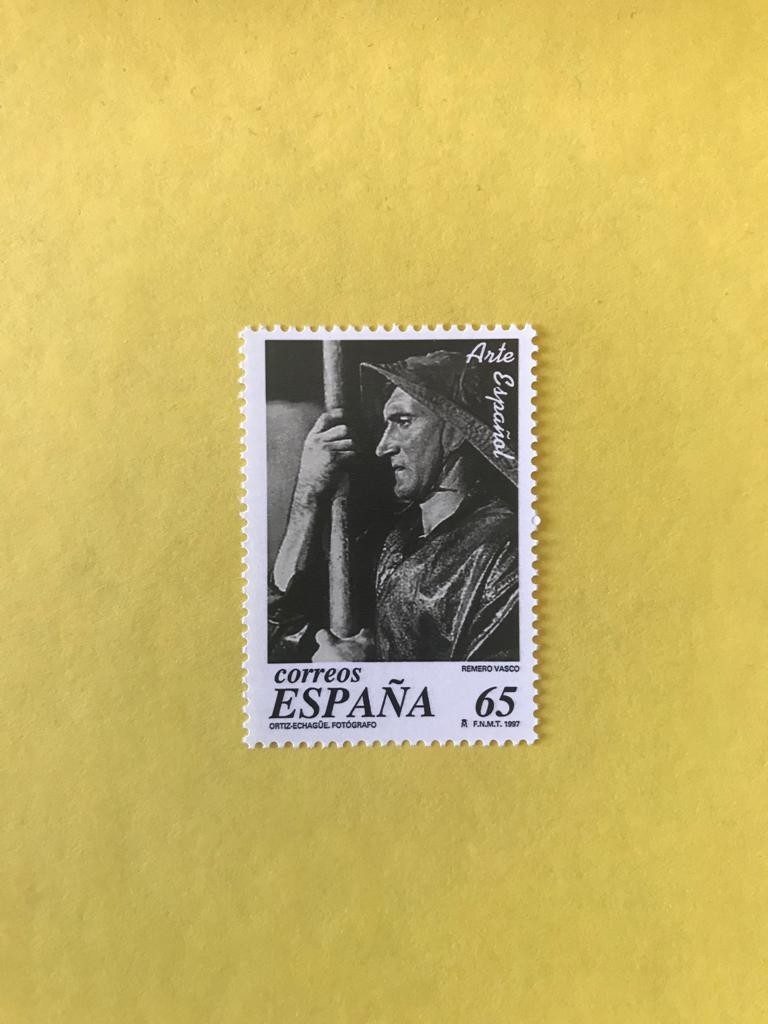 Arte
Español
REMERO VASCO
correos
ESPAÑA 65
ORTIZ-ECHAGÜE. FOTÓGRAFO F.N.M.T. 1997